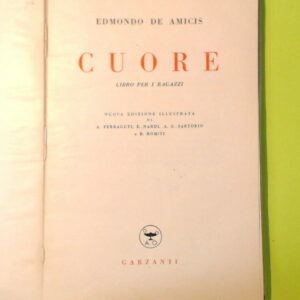 EDMONDO DE AMICIS
CUORE
LIBRO PER I RAGAZZI
NUOVA EDIZIONE ILLUSTRATA
DA
A. FERRAGUTI, E. NARDI, A. G. SARTORIO
E B. ROMITI
GARZANTI